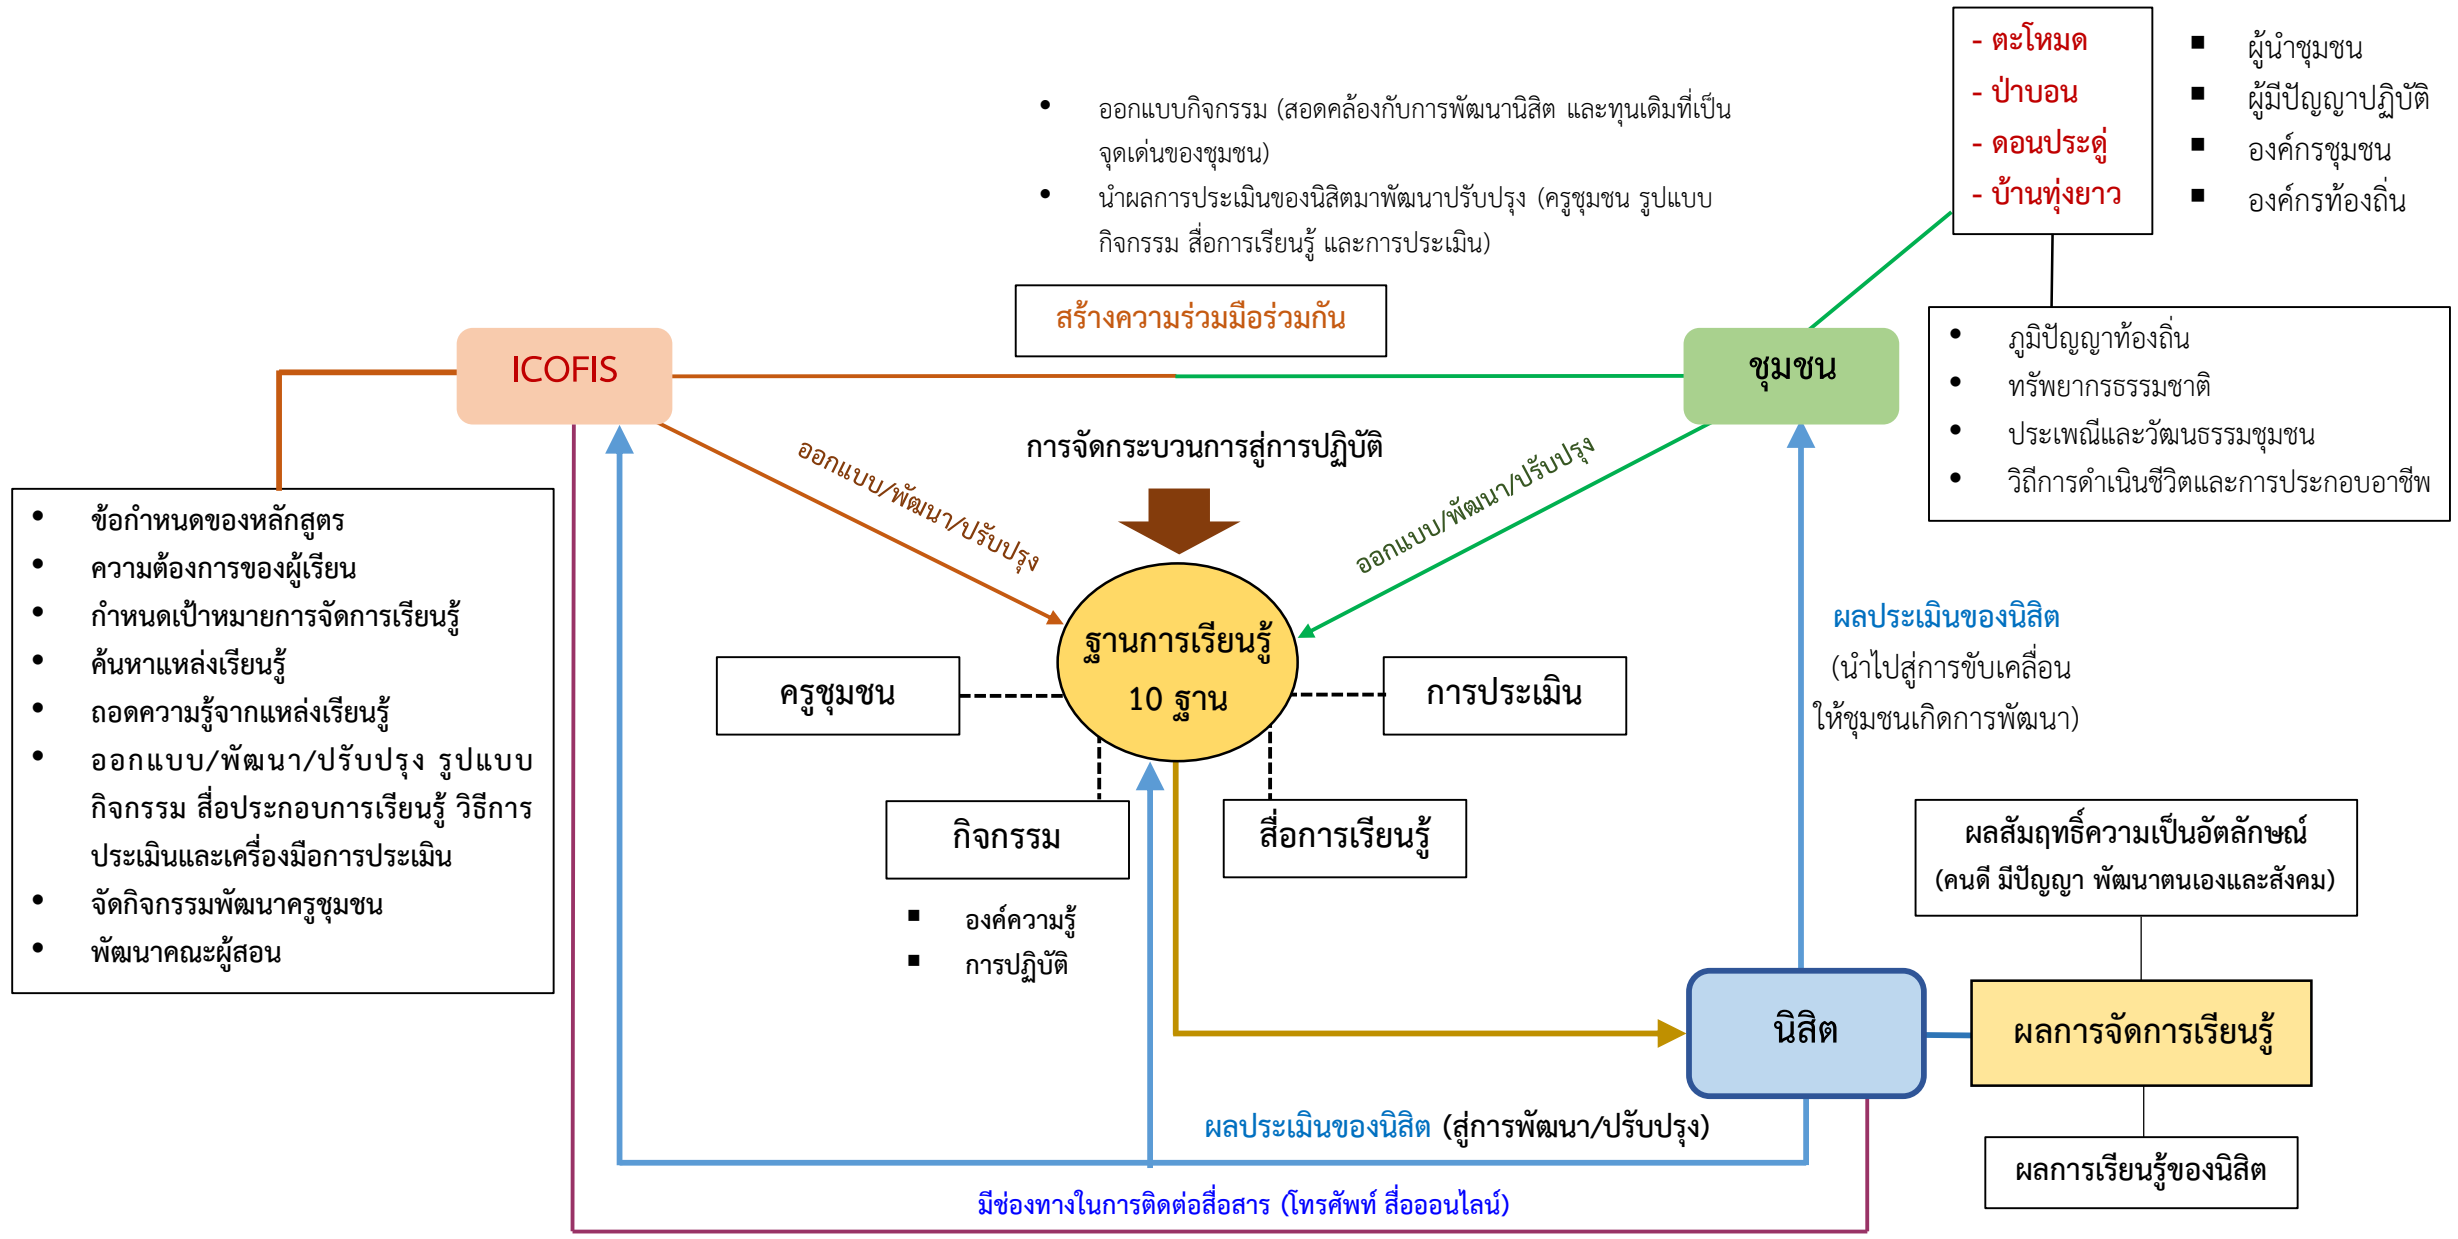 - ตะโหมด
- ป่าบอน
- ดอนประดู่
- บ้านทุ่งยาว
▪ ผู้นำชุมชน
▪ ผู้มีปัญญาปฏิบัติ
▪ องค์กรชุมชน
▪ องค์กรท้องถิ่น
• ออกแบบกิจกรรม (สอดคล้องกับการพัฒนานิสิต และทุนเดิมที่เป็น
จุดเด่นของชุมชน)
• นำผลการประเมินของนิสิตมาพัฒนาปรับปรุง (ครูชุมชน รูปแบบ
กิจกรรม สื่อการเรียนรู้ และการประเมิน)
สร้างความร่วมมือร่วมกัน
ICOFIS
ชุมชน
• ภูมิปัญญาท้องถิ่น
• ทรัพยากรธรรมชาติ
• ประเพณีและวัฒนธรรมชุมชน
• วิถีการดำเนินชีวิตและการประกอบอาชีพ
การจัดกระบวนการสู่การปฏิบัติ
ออกแบบ/พัฒนา/ปรับปรุง
ออกแบบ/พัฒนา/ปรับปรุง
• ข้อกำหนดของหลักสูตร
• ความต้องการของผู้เรียน
• กำหนดเป้าหมายการจัดการเรียนรู้
• ค้นหาแหล่งเรียนรู้
• ถอดความรู้จากแหล่งเรียนรู้
• ออกแบบ/พัฒนา/ปรับปรุง รูปแบบ
กิจกรรม สื่อประกอบการเรียนรู้ วิธีการ
ประเมินและเครื่องมือการประเมิน
• จัดกิจกรรมพัฒนาครูชุมชน
• พัฒนาคณะผู้สอน
ฐานการเรียนรู้
10 ฐาน
ครูชุมชน
การประเมิน
กิจกรรม
สื่อการเรียนรู้
▪ องค์ความรู้
▪ การปฏิบัติ
ผลประเมินของนิสิต
(นำไปสู่การขับเคลื่อน
ให้ชุมชนเกิดการพัฒนา)
ผลสัมฤทธิ์ความเป็นอัตลักษณ์
(คนดี มีปัญญา พัฒนาตนเองและสังคม)
นิสิต
ผลการจัดการเรียนรู้
ผลการเรียนรู้ของนิสิต
ผลประเมินของนิสิต (สู่การพัฒนา/ปรับปรุง)
มีช่องทางในการติดต่อสื่อสาร (โทรศัพท์ สื่อออนไลน์)